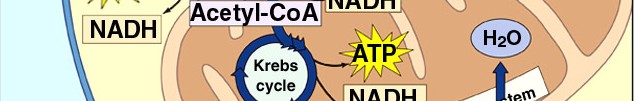 NADH
Acetyl-CoA
NADH
Krebs
cycle
ATP
H2O
NADH